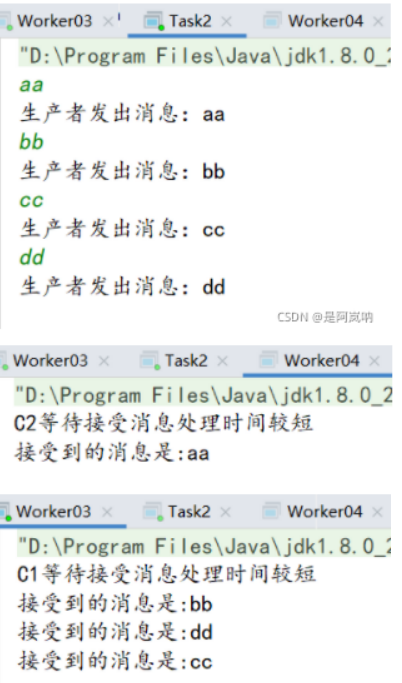 Worker03 × Task2 × Worker04 ×
"D:\Program Files\Java\jdk1.8.0_2
aa
生产者发出消息: aa
bb
生产者发出消息: bb
cc
生产者发出消息: cc
dd
生产者发出消息: dd
CSDN @是阿岚呐
Worker03 × Task2 × Worker04 ×
"D:\Program Files\Java\jdk1.8.0_2
C2等待接受消息处理时间较短
接受到的消息是:aa
Worker03 × Task2 × Worker04 ×
"D:\Program Files\Java\jdk1.8.0_2
C1等待接受消息处理时间较短
接受到的消息是:bb
接受到的消息是:dd
接受到的消息是:cc